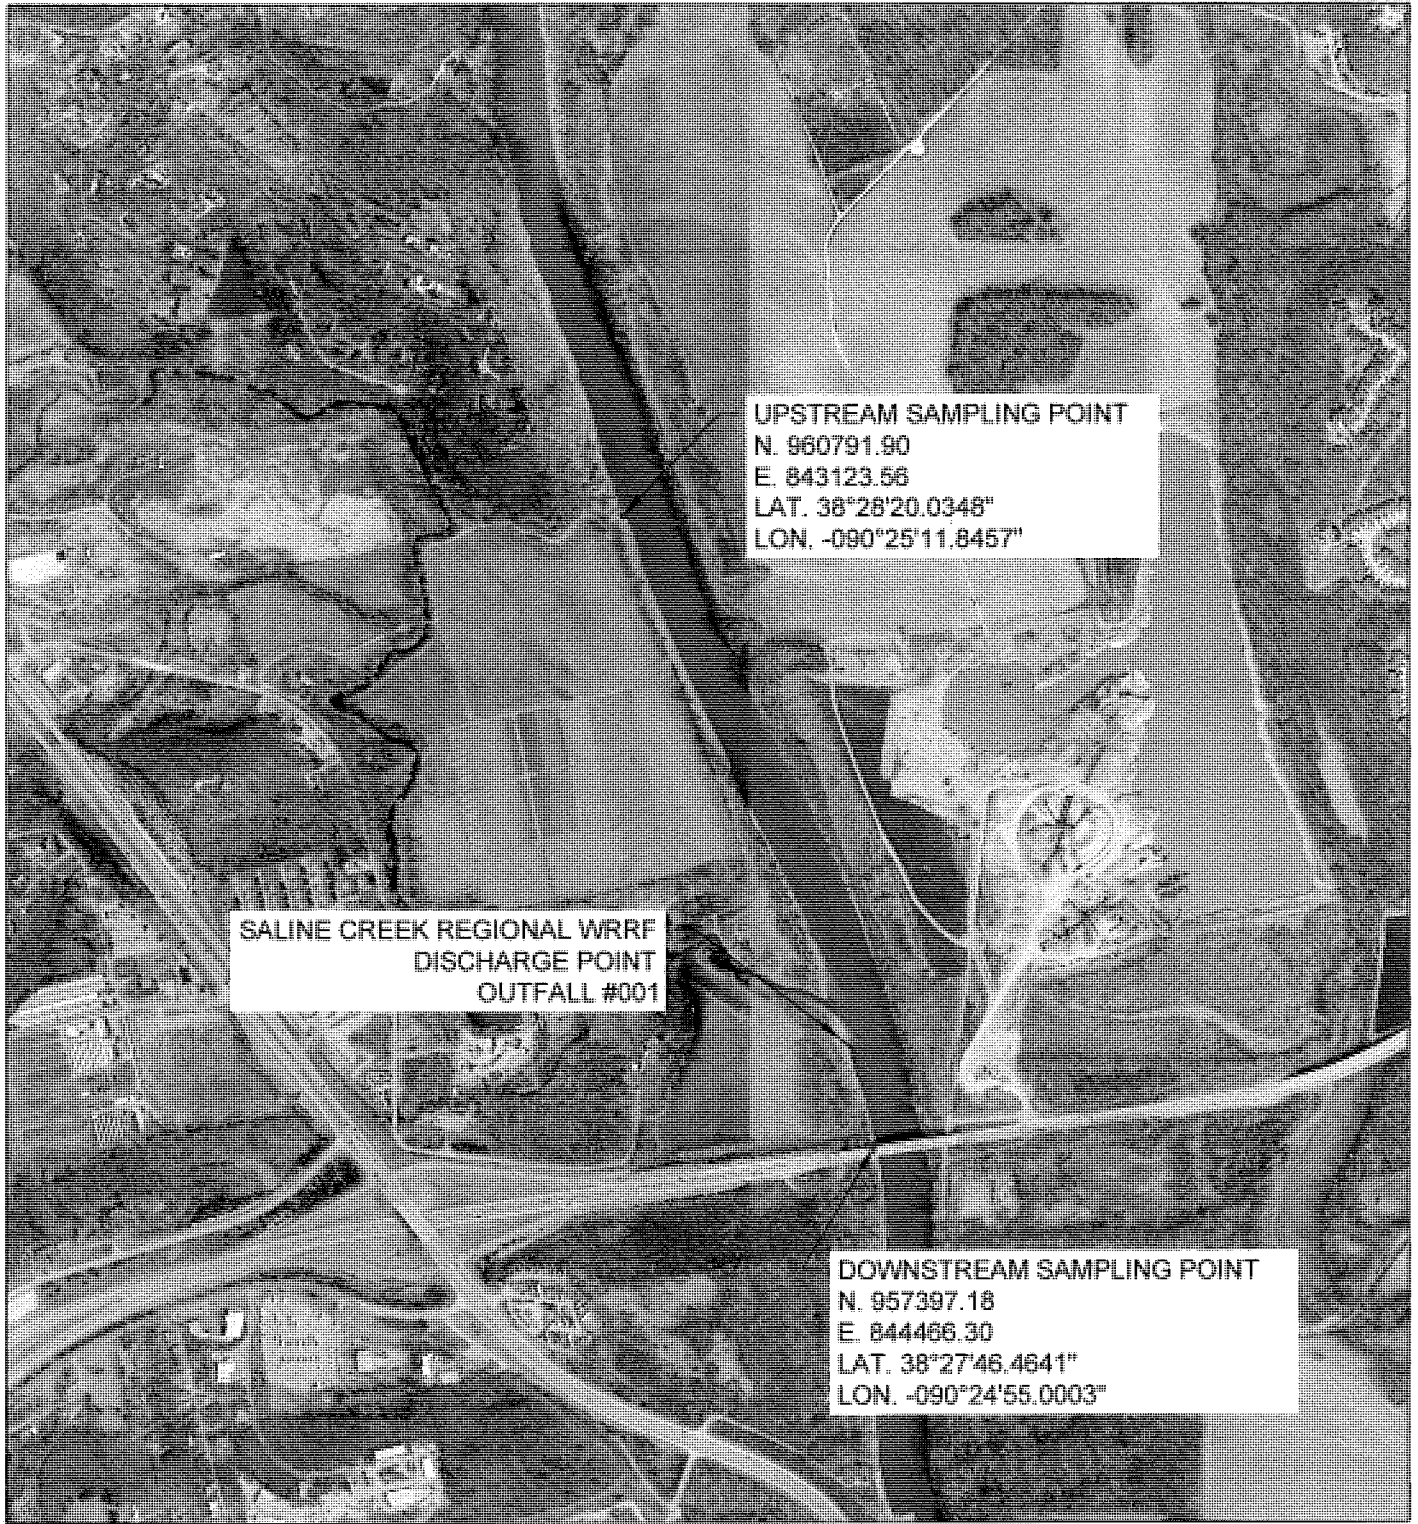 UPSTREAM SAMPLING POINT
N. 960791.90
E. 843123.56
LAT. 38°28'20.0348"
LON. -090°25'11.8457"
SALINE CREEK REGIONAL WRRF
DISCHARGE POINT
OUTFALL #001
DOWNSTREAM SAMPLING POINT
N. 957397.18
E. 844466.30
LAT. 38°27'46.4641"
LON. -090°24'55.0003"